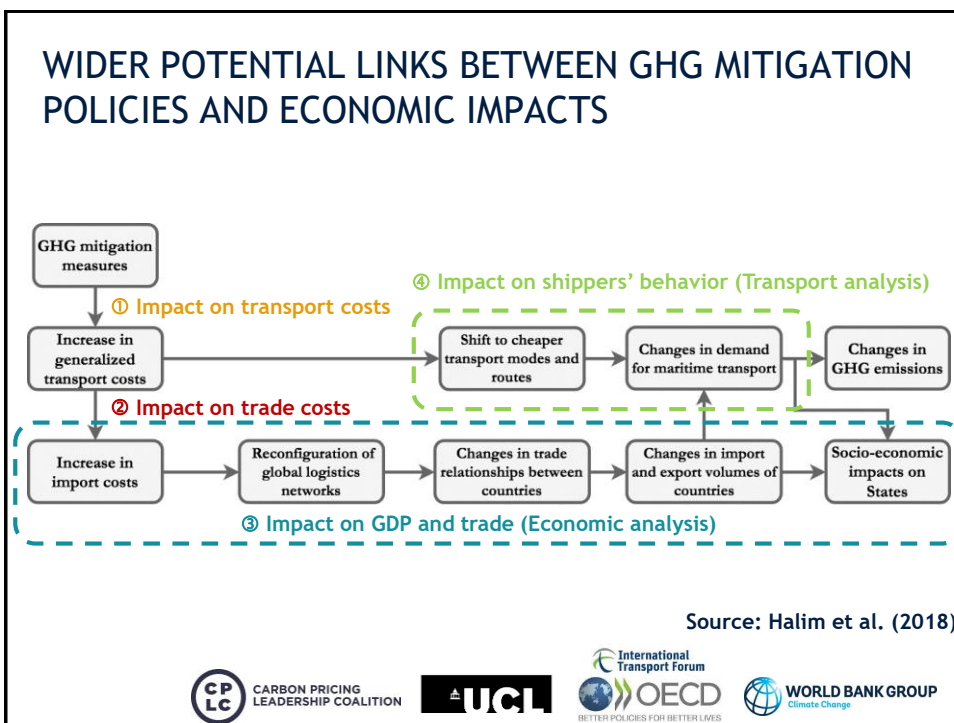 WIDER POTENTIAL LINKS BETWEEN GHG MITIGATION
POLICIES AND ECONOMIC IMPACTS
GHG mitigation
measures
① Impact on transport costs
④ Impact on shippers’ behavior (Transport analysis)
Increase in
generalized
transport costs
Shift to cheaper
transport modes and
routes
Changes in demand
for maritime transport
Changes in
GHG emissions
② Impact on trade costs
Increase in
import costs
Reconfiguration of
global logistics
networks
Changes in trade
relationships between
countries
Changes in import
and export volumes of
countries
Socio-economic
impacts on
States
③ Impact on GDP and trade (Economic analysis)
Source: Halim et al. (2018)
CP
LC
CARBON PRICING
LEADERSHIP COALITION
UCL
International
Transport Forum
OECD
BETTER POLICIES FOR BETTER LIVES
WORLD BANK GROUP
Climate Change